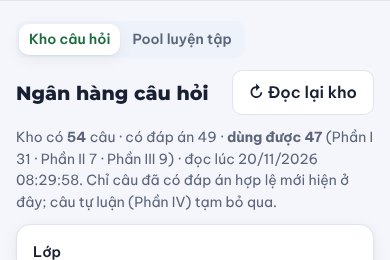 Kho câu hỏi Pool luyện tập
Ngân hàng câu hỏi
↻ Đọc lại kho
Kho có 54 câu · có đáp án 49 · dùng được 47 (Phần I
31 · Phần II 7 · Phần III 9) · đọc lúc 20/11/2026
08:29:58. Chỉ câu đã có đáp án hợp lệ mới hiện ở
đây; câu tự luận (Phần IV) tạm bỏ qua.
Lớp